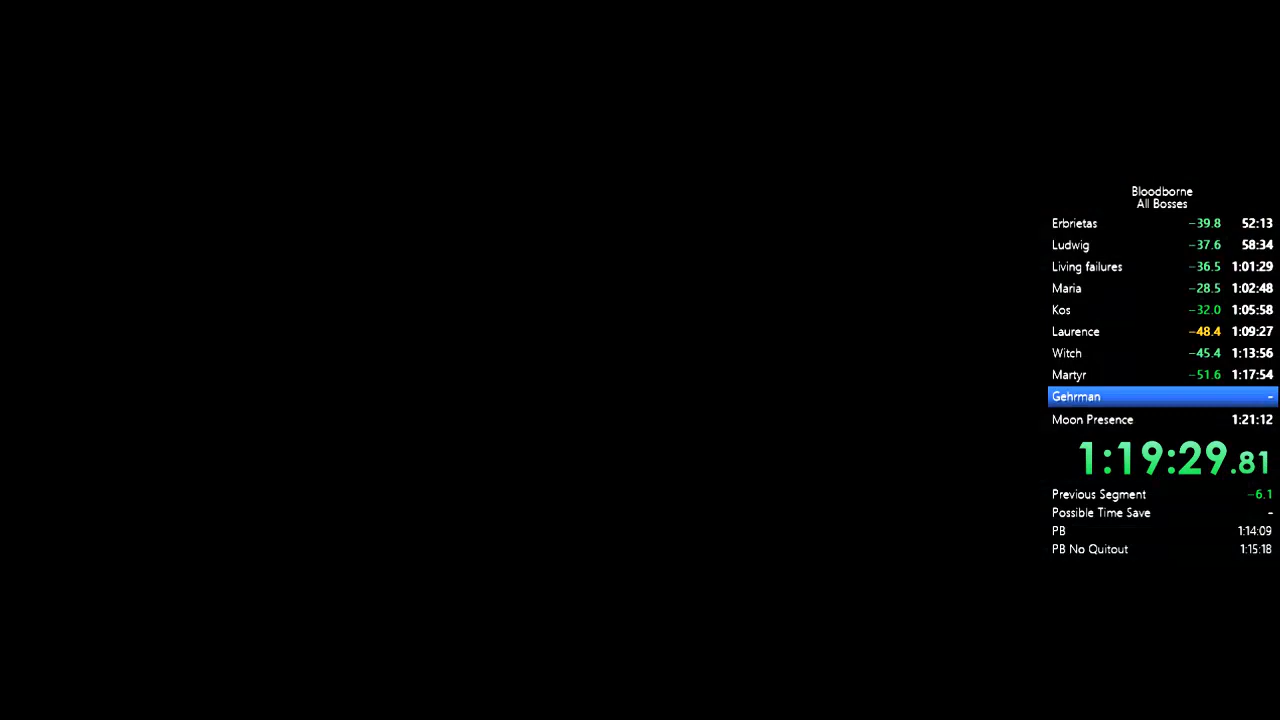 Bloodborne
All Bosses
Erbrietas -39.8 52:13
Ludwig -37.6 58:34
Living failures -36.5 1:01:29
Maria -28.5 1:02:48
Kos -32.0 1:05:58
Laurence -48.4 1:09:27
Witch -45.4 1:13:56
Martyr -51.6 1:17:54
Gehrman -
Moon Presence 1:21:12
1:19:29.81
Previous Segment -6.1
Possible Time Save -
PB 1:14:09
PB No Quitout 1:15:18